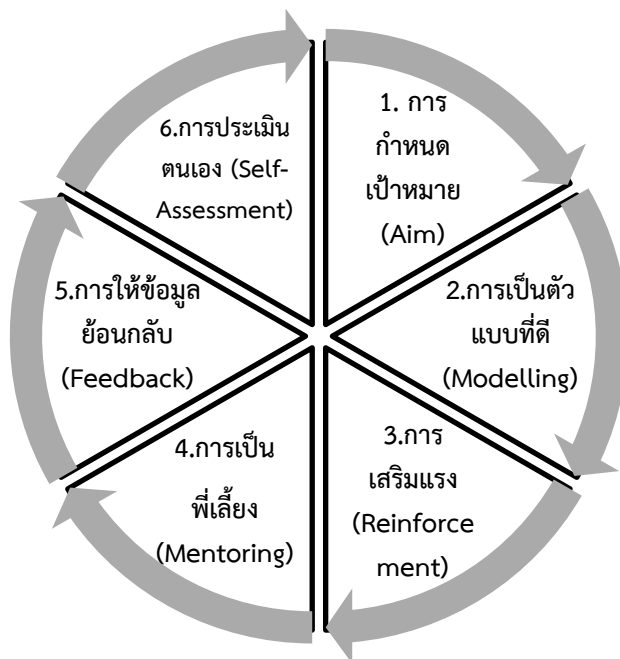 1. การ
กำหนด
เป้าหมาย
(Aim)
2.การเป็นตัว
แบบที่ดี
(Modelling)
3.การ
เสริมแรง
(Reinforce
ment)
4.การเป็น
พี่เลี้ยง
(Mentoring)
5.การให้ข้อมูล
ย้อนกลับ
(Feedback)
6.การประเมิน
ตนเอง (Self-
Assessment)